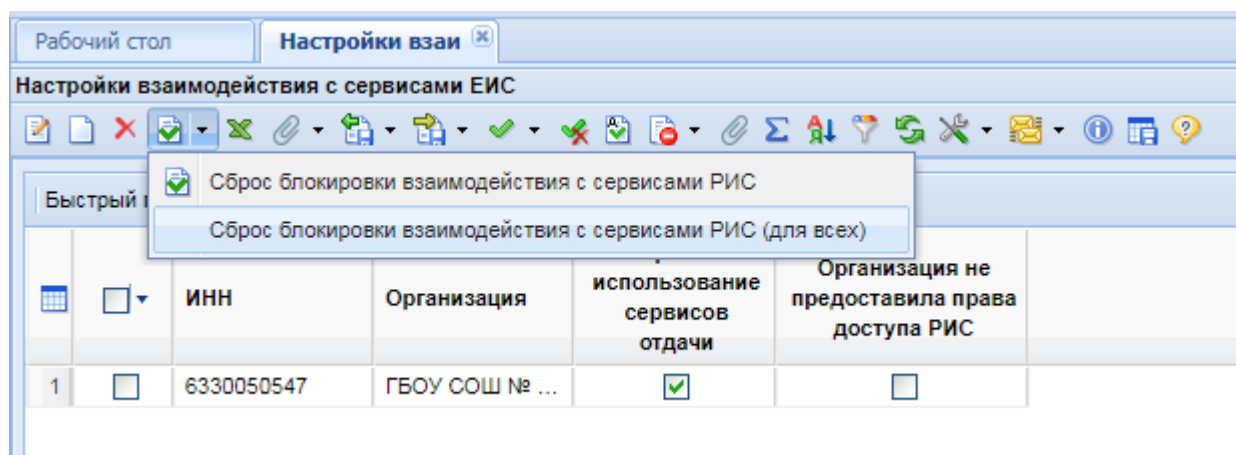 Рабочий стол
Настройки взаи
Настройки взаимодействия с сервисами ЕИС
Сброс блокировки взаимодействия с сервисами РИС
Быстрый
Сброс блокировки взаимодействия с сервисами РИС (для всех)
ИНН
Организация
использование
сервисов
отдачи
Организация не
предоставила права
доступа РИС
1
6330050547
ГБОУ СОШ № ...